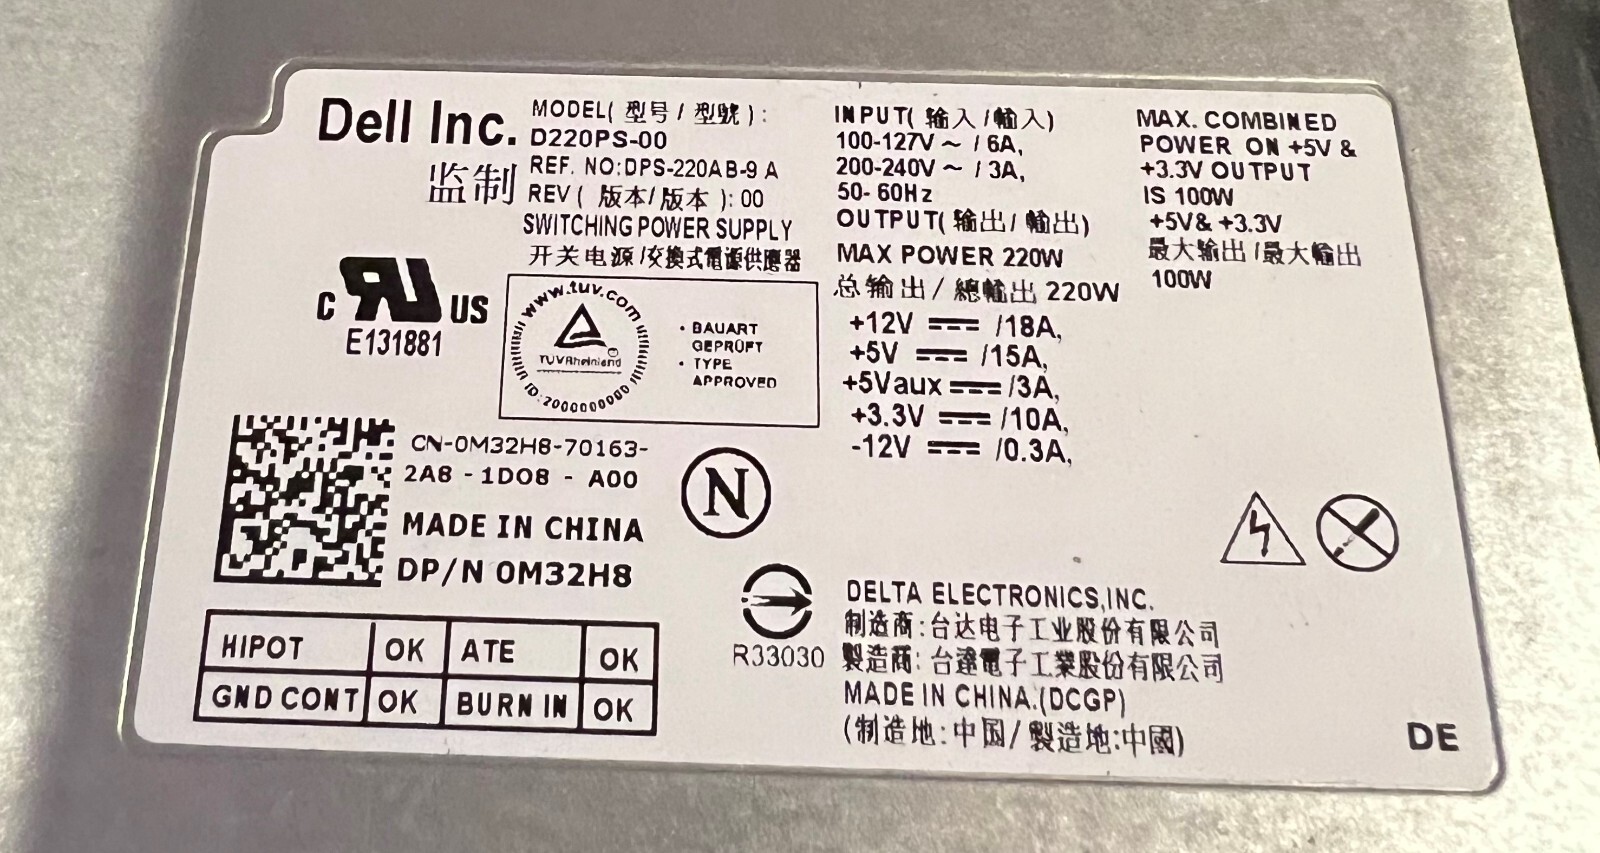 Dell Inc.
监制
MODEL( 型号 / 型號 ):
D220PS-00
REF. NO:DPS-220AB-9 A
REV ( 版本/ 版本 ): 00
SWITCHING POWER SUPPLY
开关电源 /交換式電源供應器
C UR US
E131881
www.tuv.com
TÜVRheinland
ID:2000000000
• BAUART
GEPRÜFT
• TYPE
APPROVED
CN-0M32H8-70163-
2A8 - 1D08 - A00
MADE IN CHINA
DP/N 0M32H8
N
HIPOT OK ATE OK
GND CONT OK BURN IN OK
INPUT( 输入 /輸入)
100-127V ~ / 6A,
200-240V ~ / 3A,
50- 60Hz
OUTPUT( 输出/ 輸出)
MAX POWER 220W
总输出/ 總輸出 220W
+12V ⎓ /18A,
+5V ⎓ /15A,
+5Vaux ⎓ /3A,
+3.3V ⎓ /10A,
-12V ⎓ /0.3A,
MAX. COMBINED
POWER ON +5V &
+3.3V OUTPUT
IS 100W
+5V& +3.3V
最大输出 /最大輸出
100W
R33030
DELTA ELECTRONICS,INC.
制造商:台达电子工业股份有限公司
製造商:台達電子工業股份有限公司
MADE IN CHINA.(DCGP)
(制造地:中国/ 製造地:中國)
DE